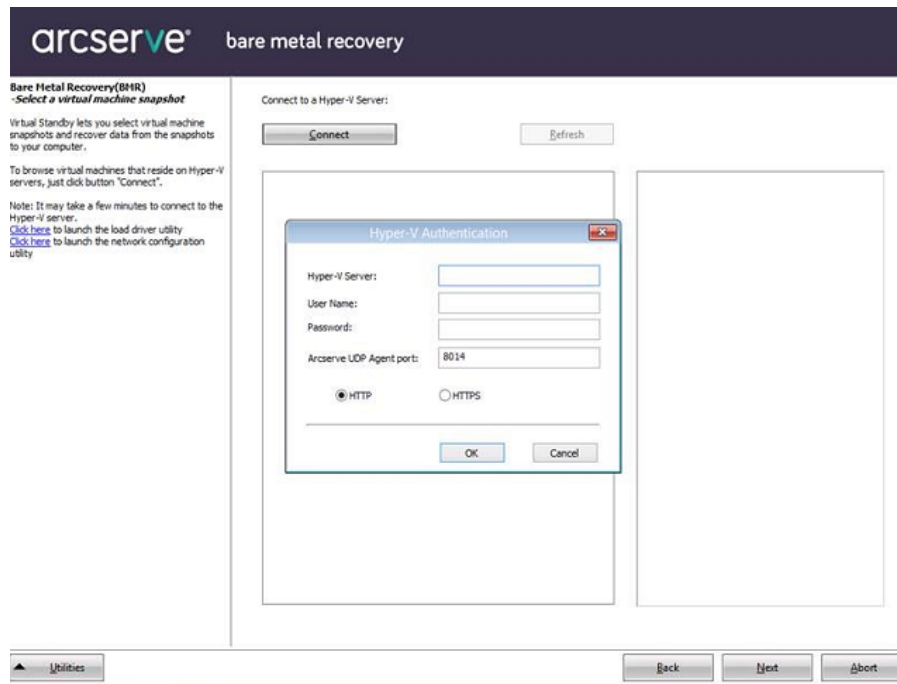 arcserve® bare metal recovery
Bare Metal Recovery(BMR)
-Select a virtual machine snapshot
Virtual Standby lets you select virtual machine
snapshots and recover data from the snapshots
to your computer.
To browse virtual machines that reside on Hyper-V
servers, just click button "Connect".
Note: It may take a few minutes to connect to the
Hyper-V server.
Click here to launch the load driver utility
Click here to launch the network configuration
utility
Connect to a Hyper-V Server:
Connect
Refresh
Hyper-V Authentication
Hyper-V Server:
User Name:
Password:
Arcserve UDP Agent port: 8014
HTTP HTTPS
OK Cancel
Utilities
Back Next Abort